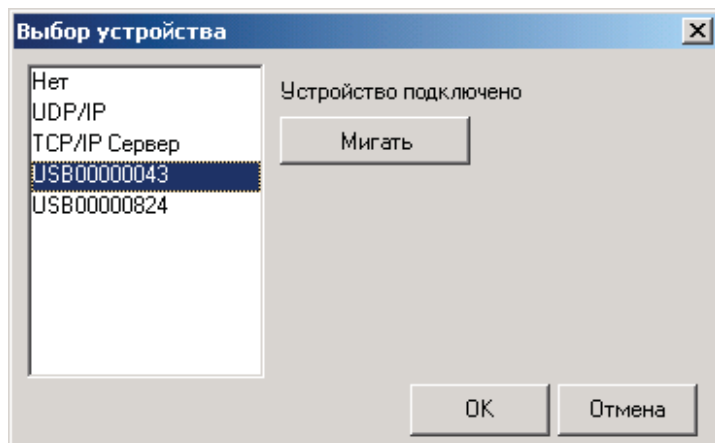 Выбор устройства
Нет
UDP/IP
TCP/IP Сервер
USB00000043
USB00000824
Устройство подключено
Мигать
OK
Отмена